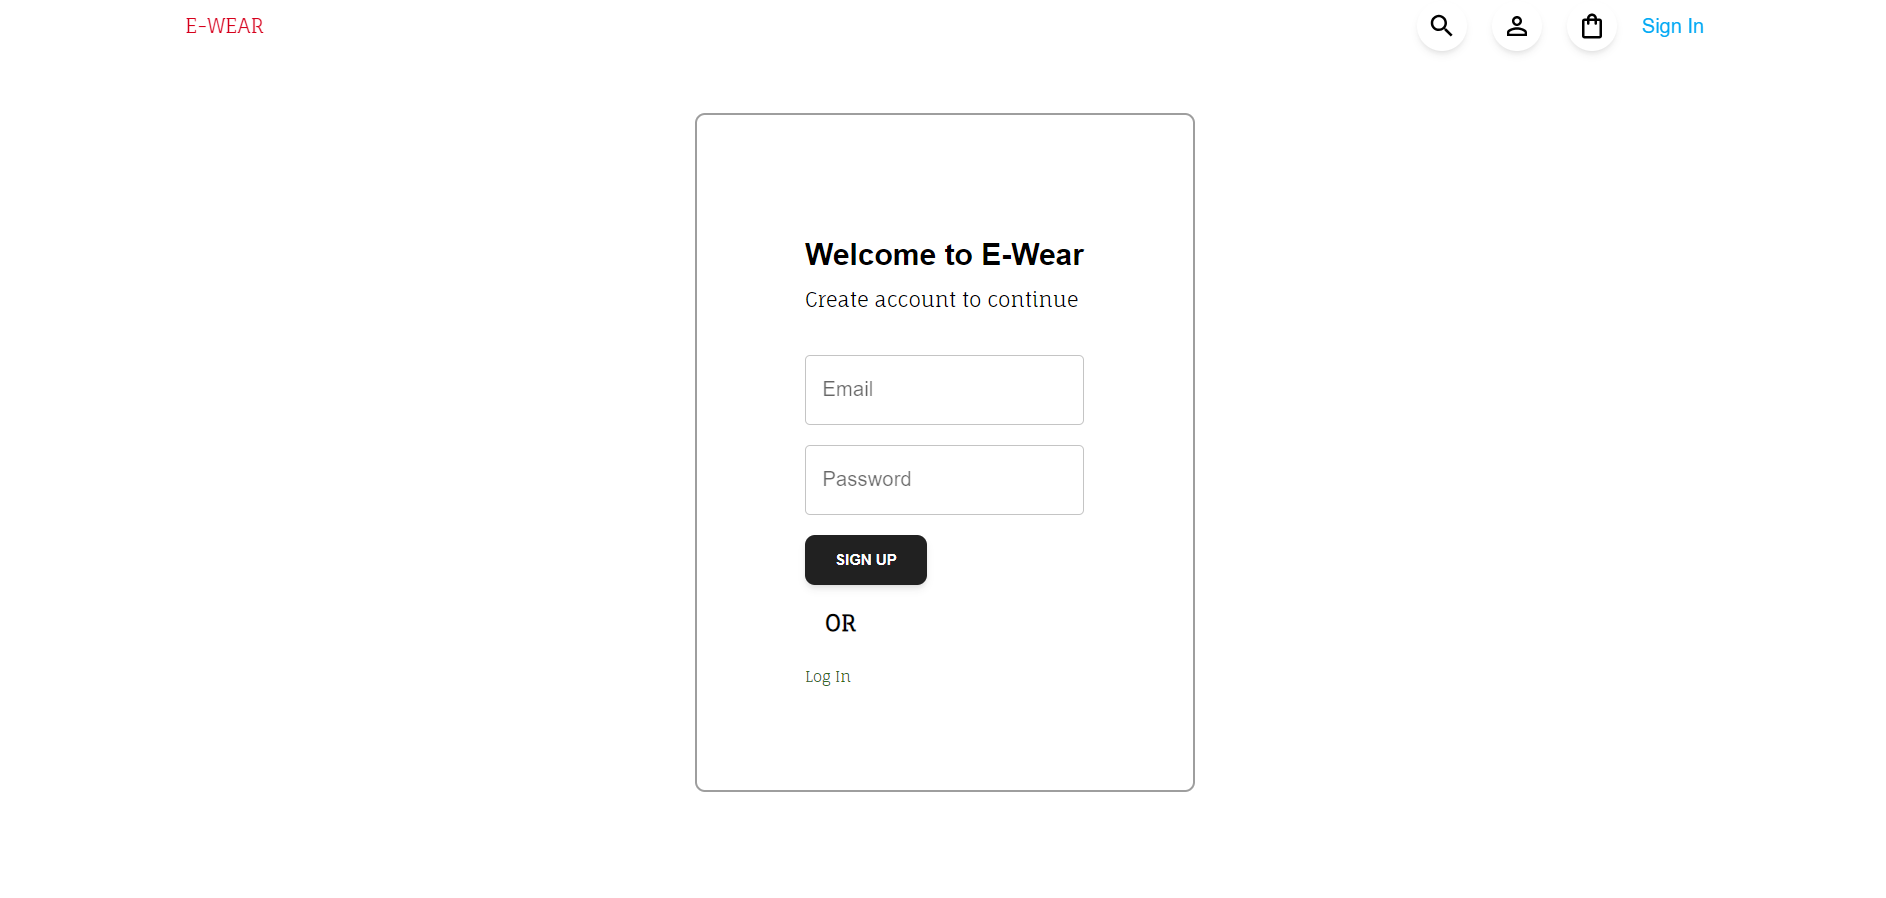 E-WEAR
Sign In
Welcome to E-Wear
Create account to continue
Email
Password
SIGN UP
OR
Log In